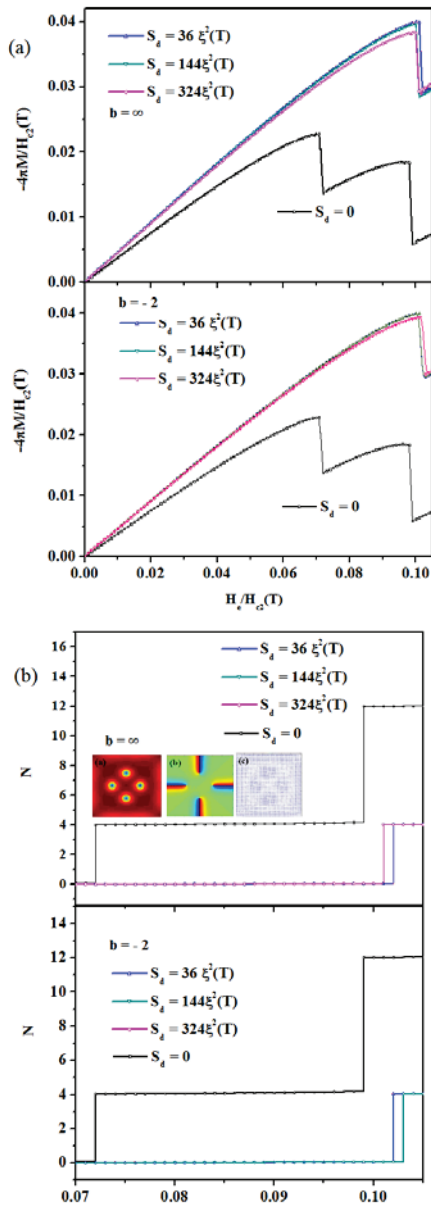 (a)
0.04
0.03
0.02
0.01
0.00
-4πM/H_c2(T)
S_d = 36 ξ²(T)
S_d = 144ξ²(T)
S_d = 324ξ²(T)
b = ∞
S_d = 0
0.04
0.03
0.02
0.01
0.00
-4πM/H_c2(T)
b = - 2
S_d = 36 ξ²(T)
S_d = 144ξ²(T)
S_d = 324ξ²(T)
S_d = 0
0.00 0.02 0.04 0.06 0.08 0.10
H_e/H_c2(T)
(b)
16
14
12
10
8
6
4
2
0
N
S_d = 36 ξ²(T)
S_d = 144ξ²(T)
S_d = 324ξ²(T)
S_d = 0
b = ∞
(a) (b) (c)
14
12
10
8
6
4
2
0
N
b = - 2
S_d = 36 ξ²(T)
S_d = 144ξ²(T)
S_d = 324ξ²(T)
S_d = 0
0.07 0.08 0.09 0.10